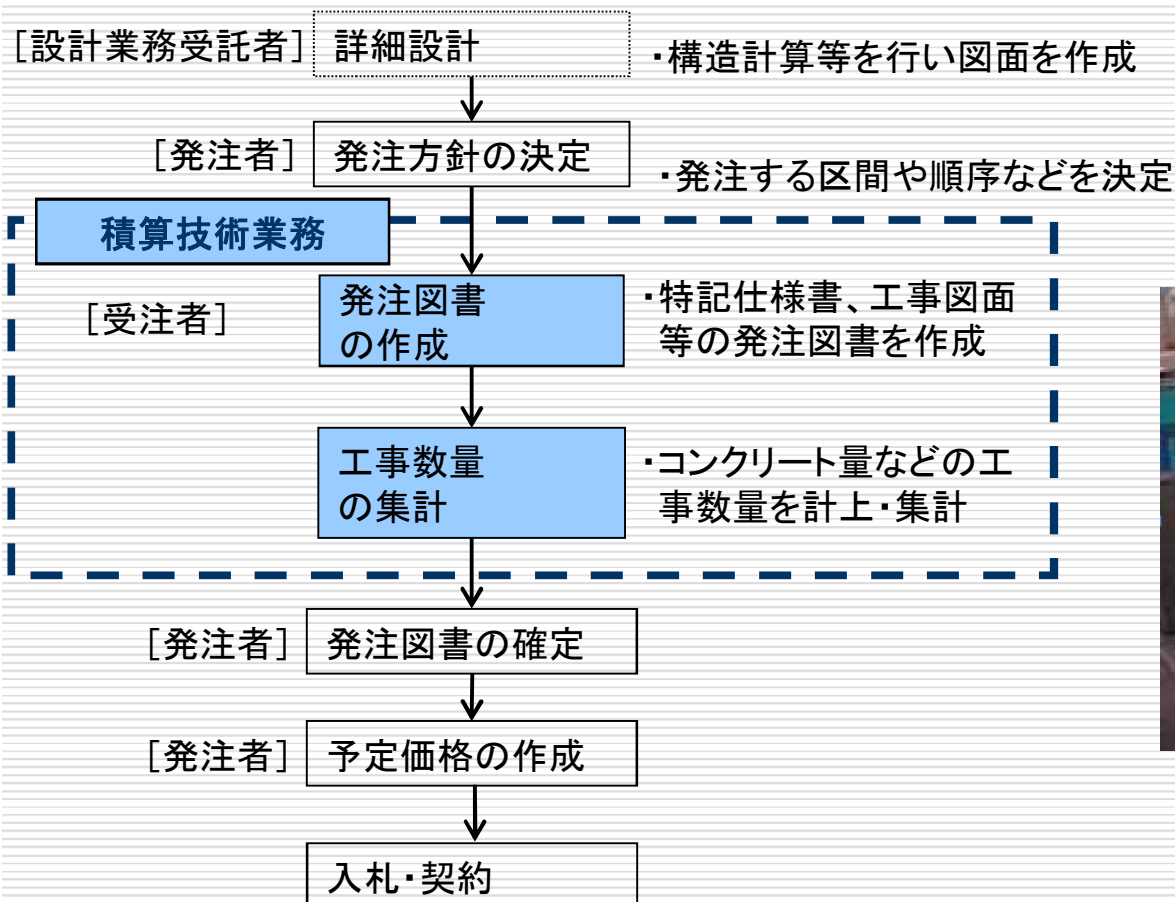 [設計業務受託者]
詳細設計
・構造計算等を行い図面を作成
[発注者]
発注方針の決定
・発注する区間や順序などを決定
積算技術業務
[受注者]
発注図書
の作成
・特記仕様書、工事図面
等の発注図書を作成
工事数量
の集計
・コンクリート量などの工
事数量を計上・集計
[発注者]
発注図書の確定
[発注者]
予定価格の作成
入札・契約